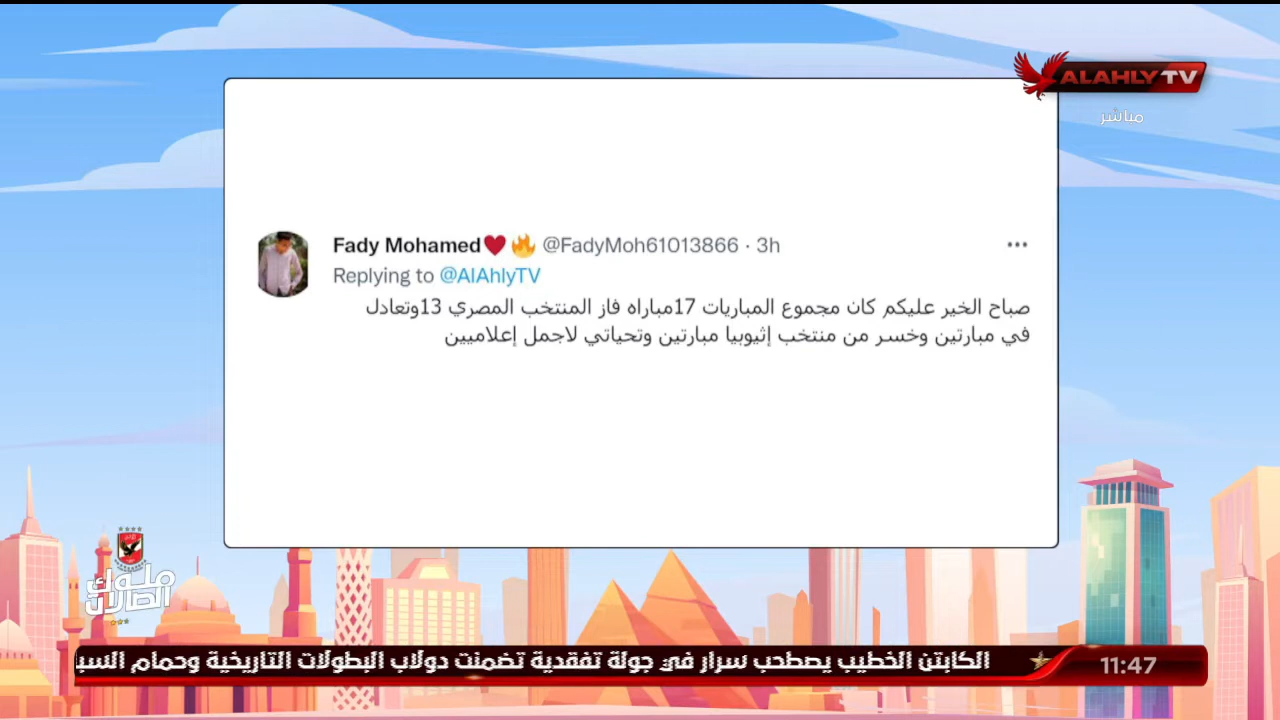 ALAHLY TV
مباشر
Fady Mohamed❤️🔥 @FadyMoh61013866 · 3h
Replying to @AlAhlyTV
صباح الخير عليكم كان مجموع المباريات 17مباراه فاز المنتخب المصري 13وتعادل
في مبارتين وخسر من منتخب إثيوبيا مبارتين وتحياتي لاجمل إعلاميين
ملوك
الصالات
الكابتن الخطيب يصطحب سرار في جولة تفقدية تضمنت دولاب البطولات التاريخية وحمام السب
11:47